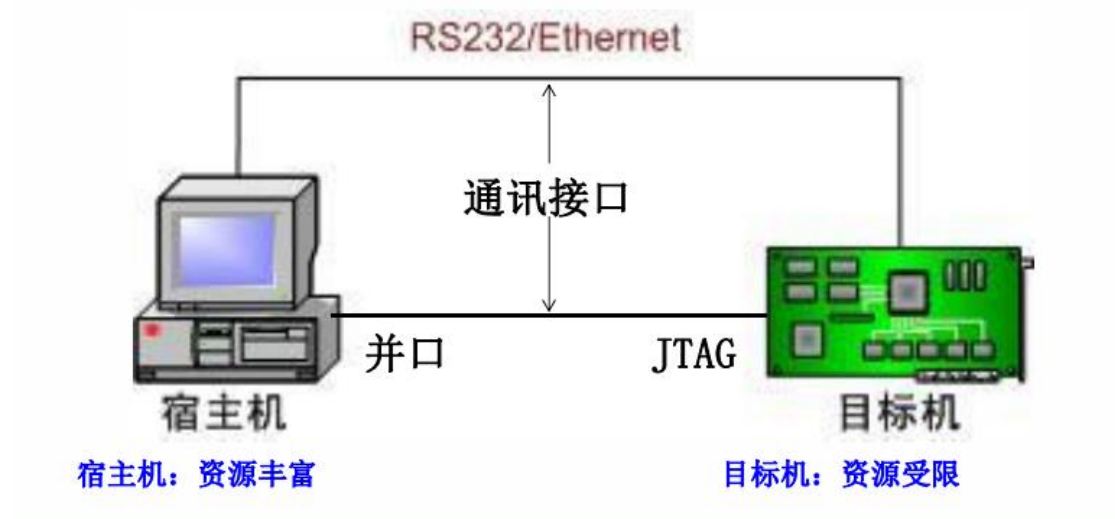 RS232/Ethernet
通讯接口
并口
JTAG
宿主机
目标机
宿主机：资源丰富
目标机：资源受限